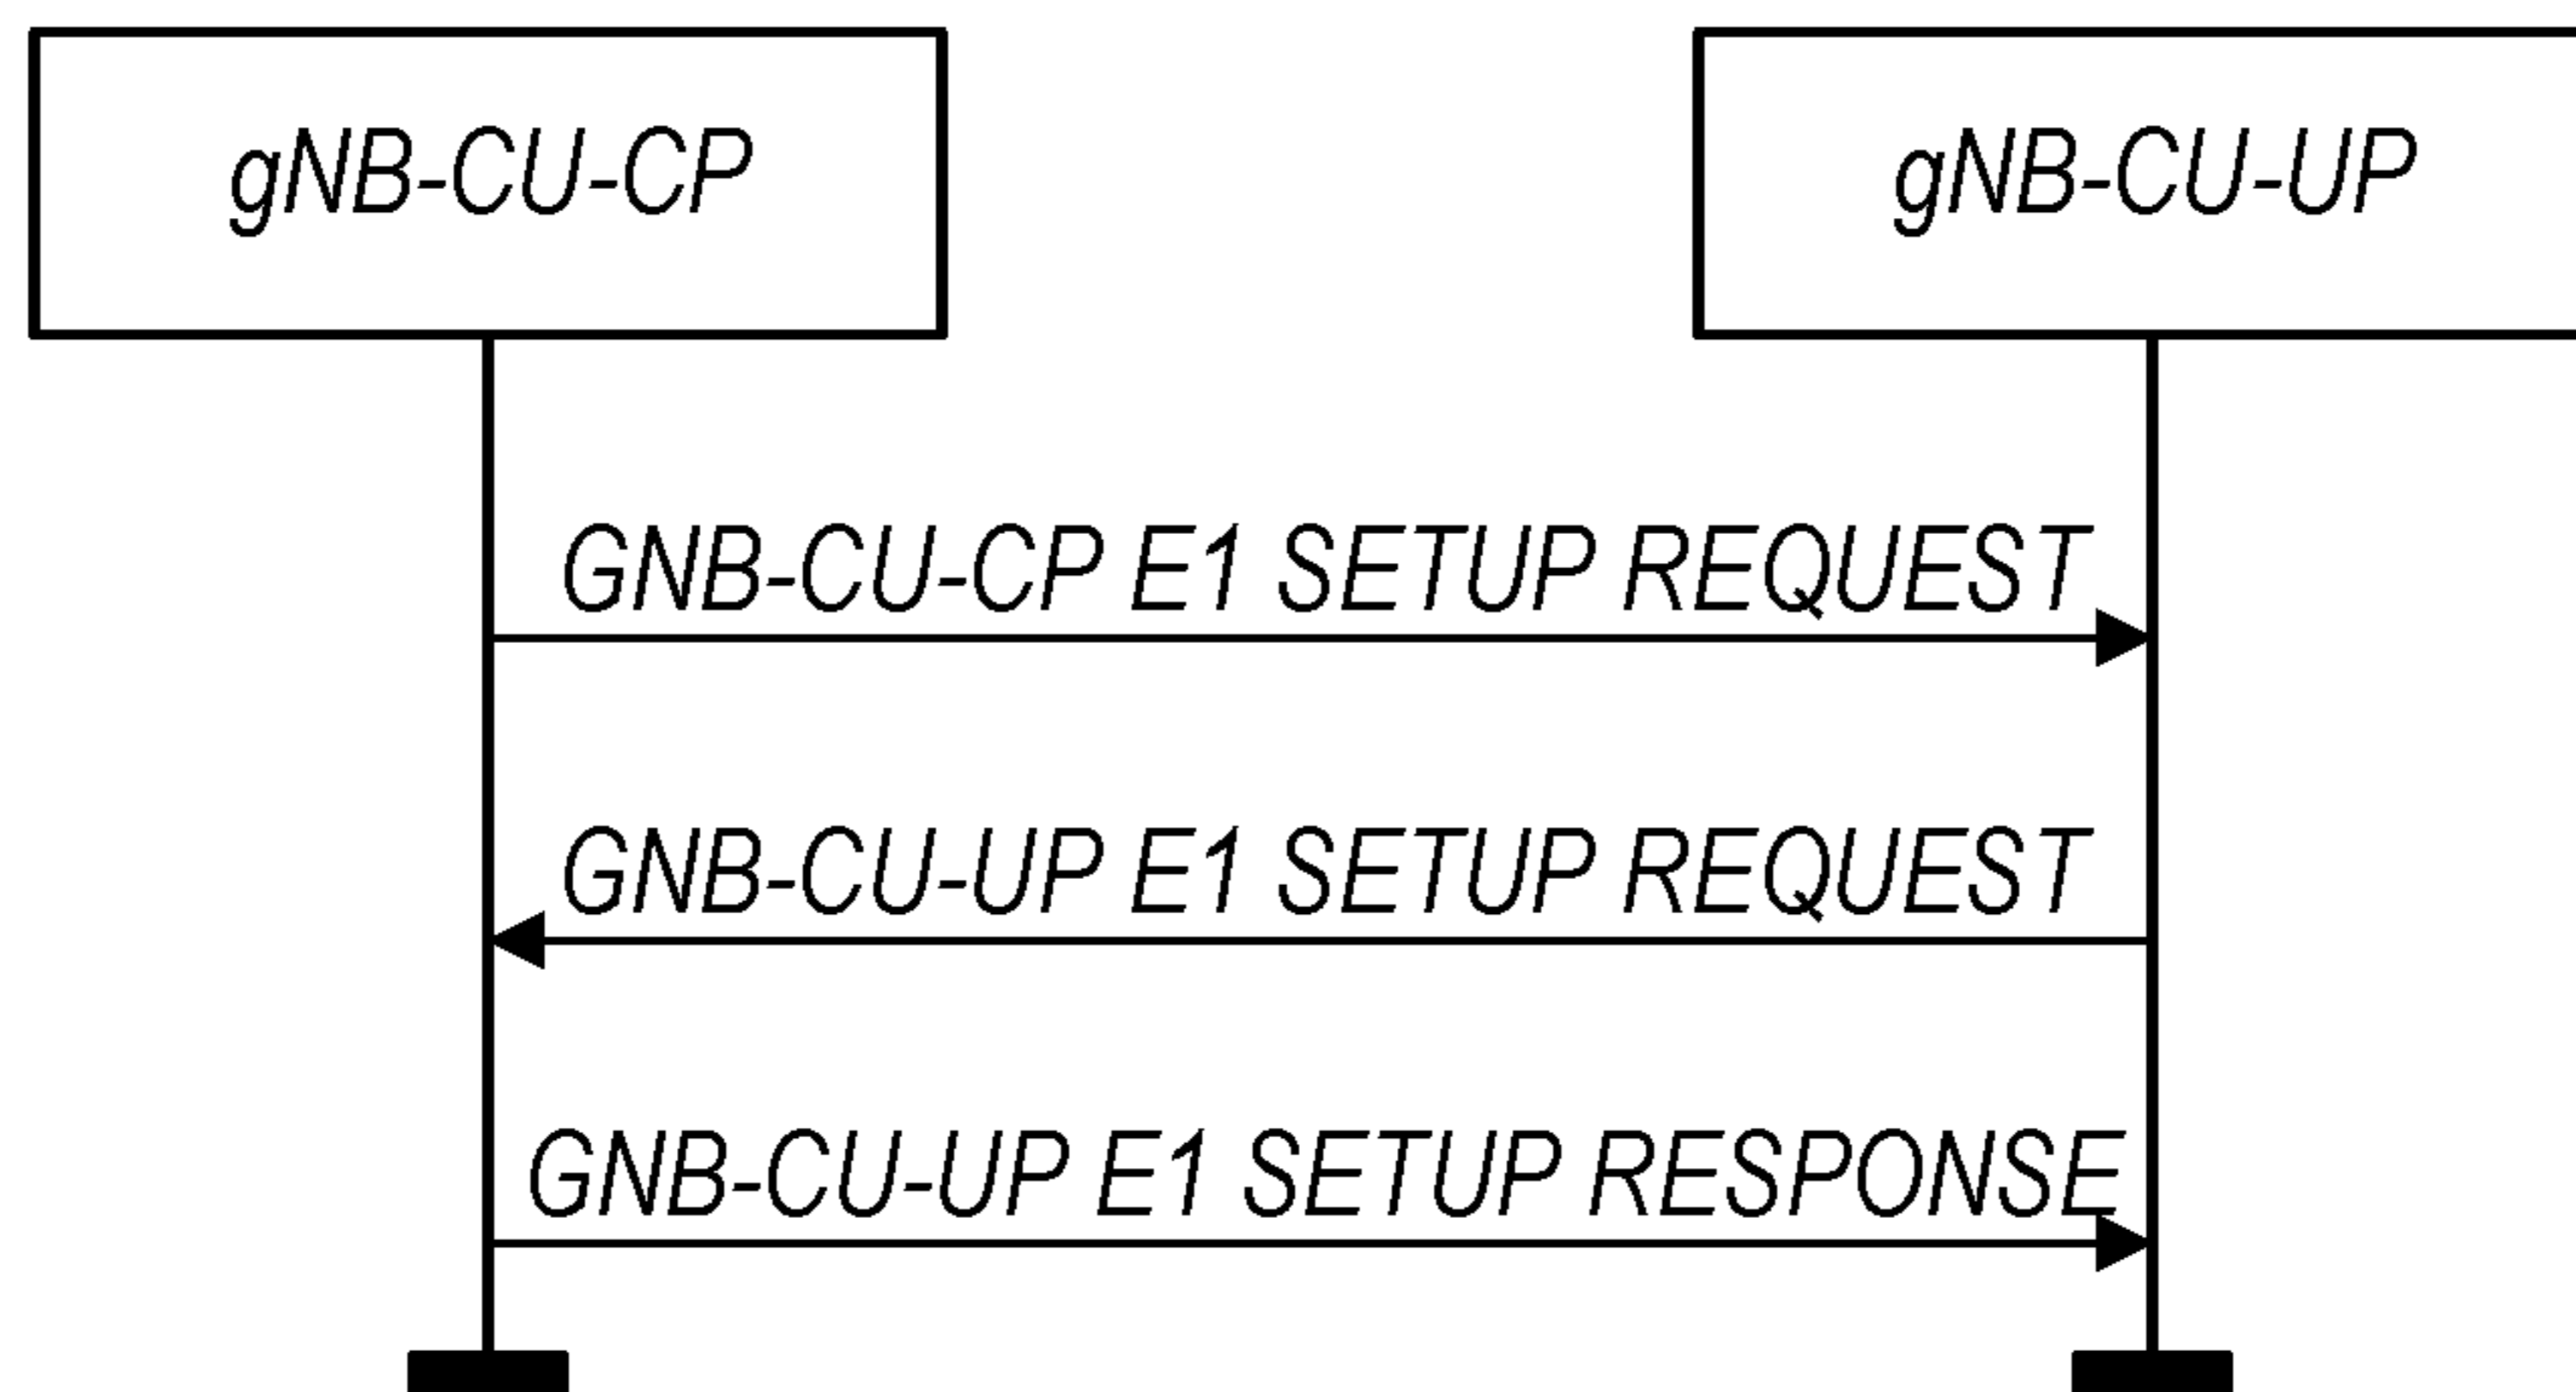 gNB-CU-CP
gNB-CU-UP
GNB-CU-CP E1 SETUP REQUEST
GNB-CU-UP E1 SETUP REQUEST
GNB-CU-UP E1 SETUP RESPONSE